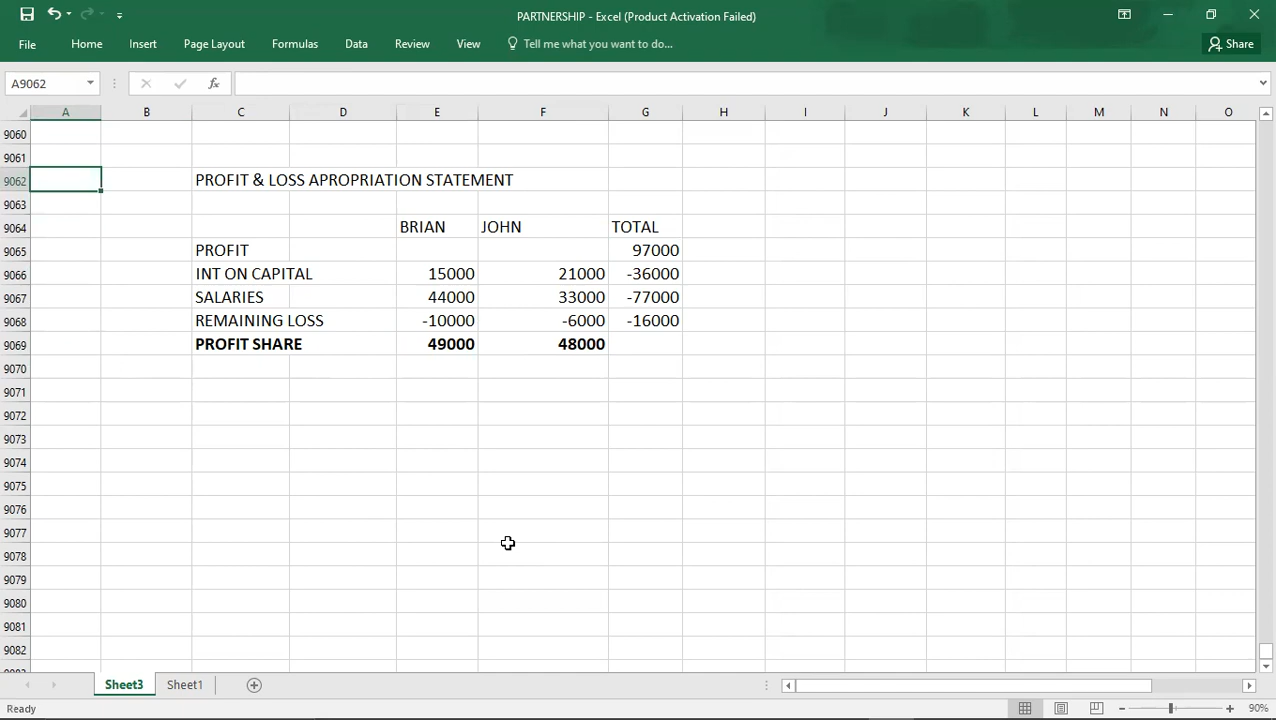 PARTNERSHIP - Excel (Product Activation Failed)
File Home Insert Page Layout Formulas Data Review View Tell me what you want to do... Share
A9062 fx
A B C D E F G H I J K L M N O
9060
9061
9062 PROFIT & LOSS APROPRIATION STATEMENT
9063
9064 BRIAN JOHN TOTAL
9065 PROFIT 97000
9066 INT ON CAPITAL 15000 21000 -36000
9067 SALARIES 44000 33000 -77000
9068 REMAINING LOSS -10000 -6000 -16000
9069 PROFIT SHARE 49000 48000
9070
9071
9072
9073
9074
9075
9076
9077
9078
9079
9080
9081
9082
9083
Sheet3 Sheet1
Ready 90%